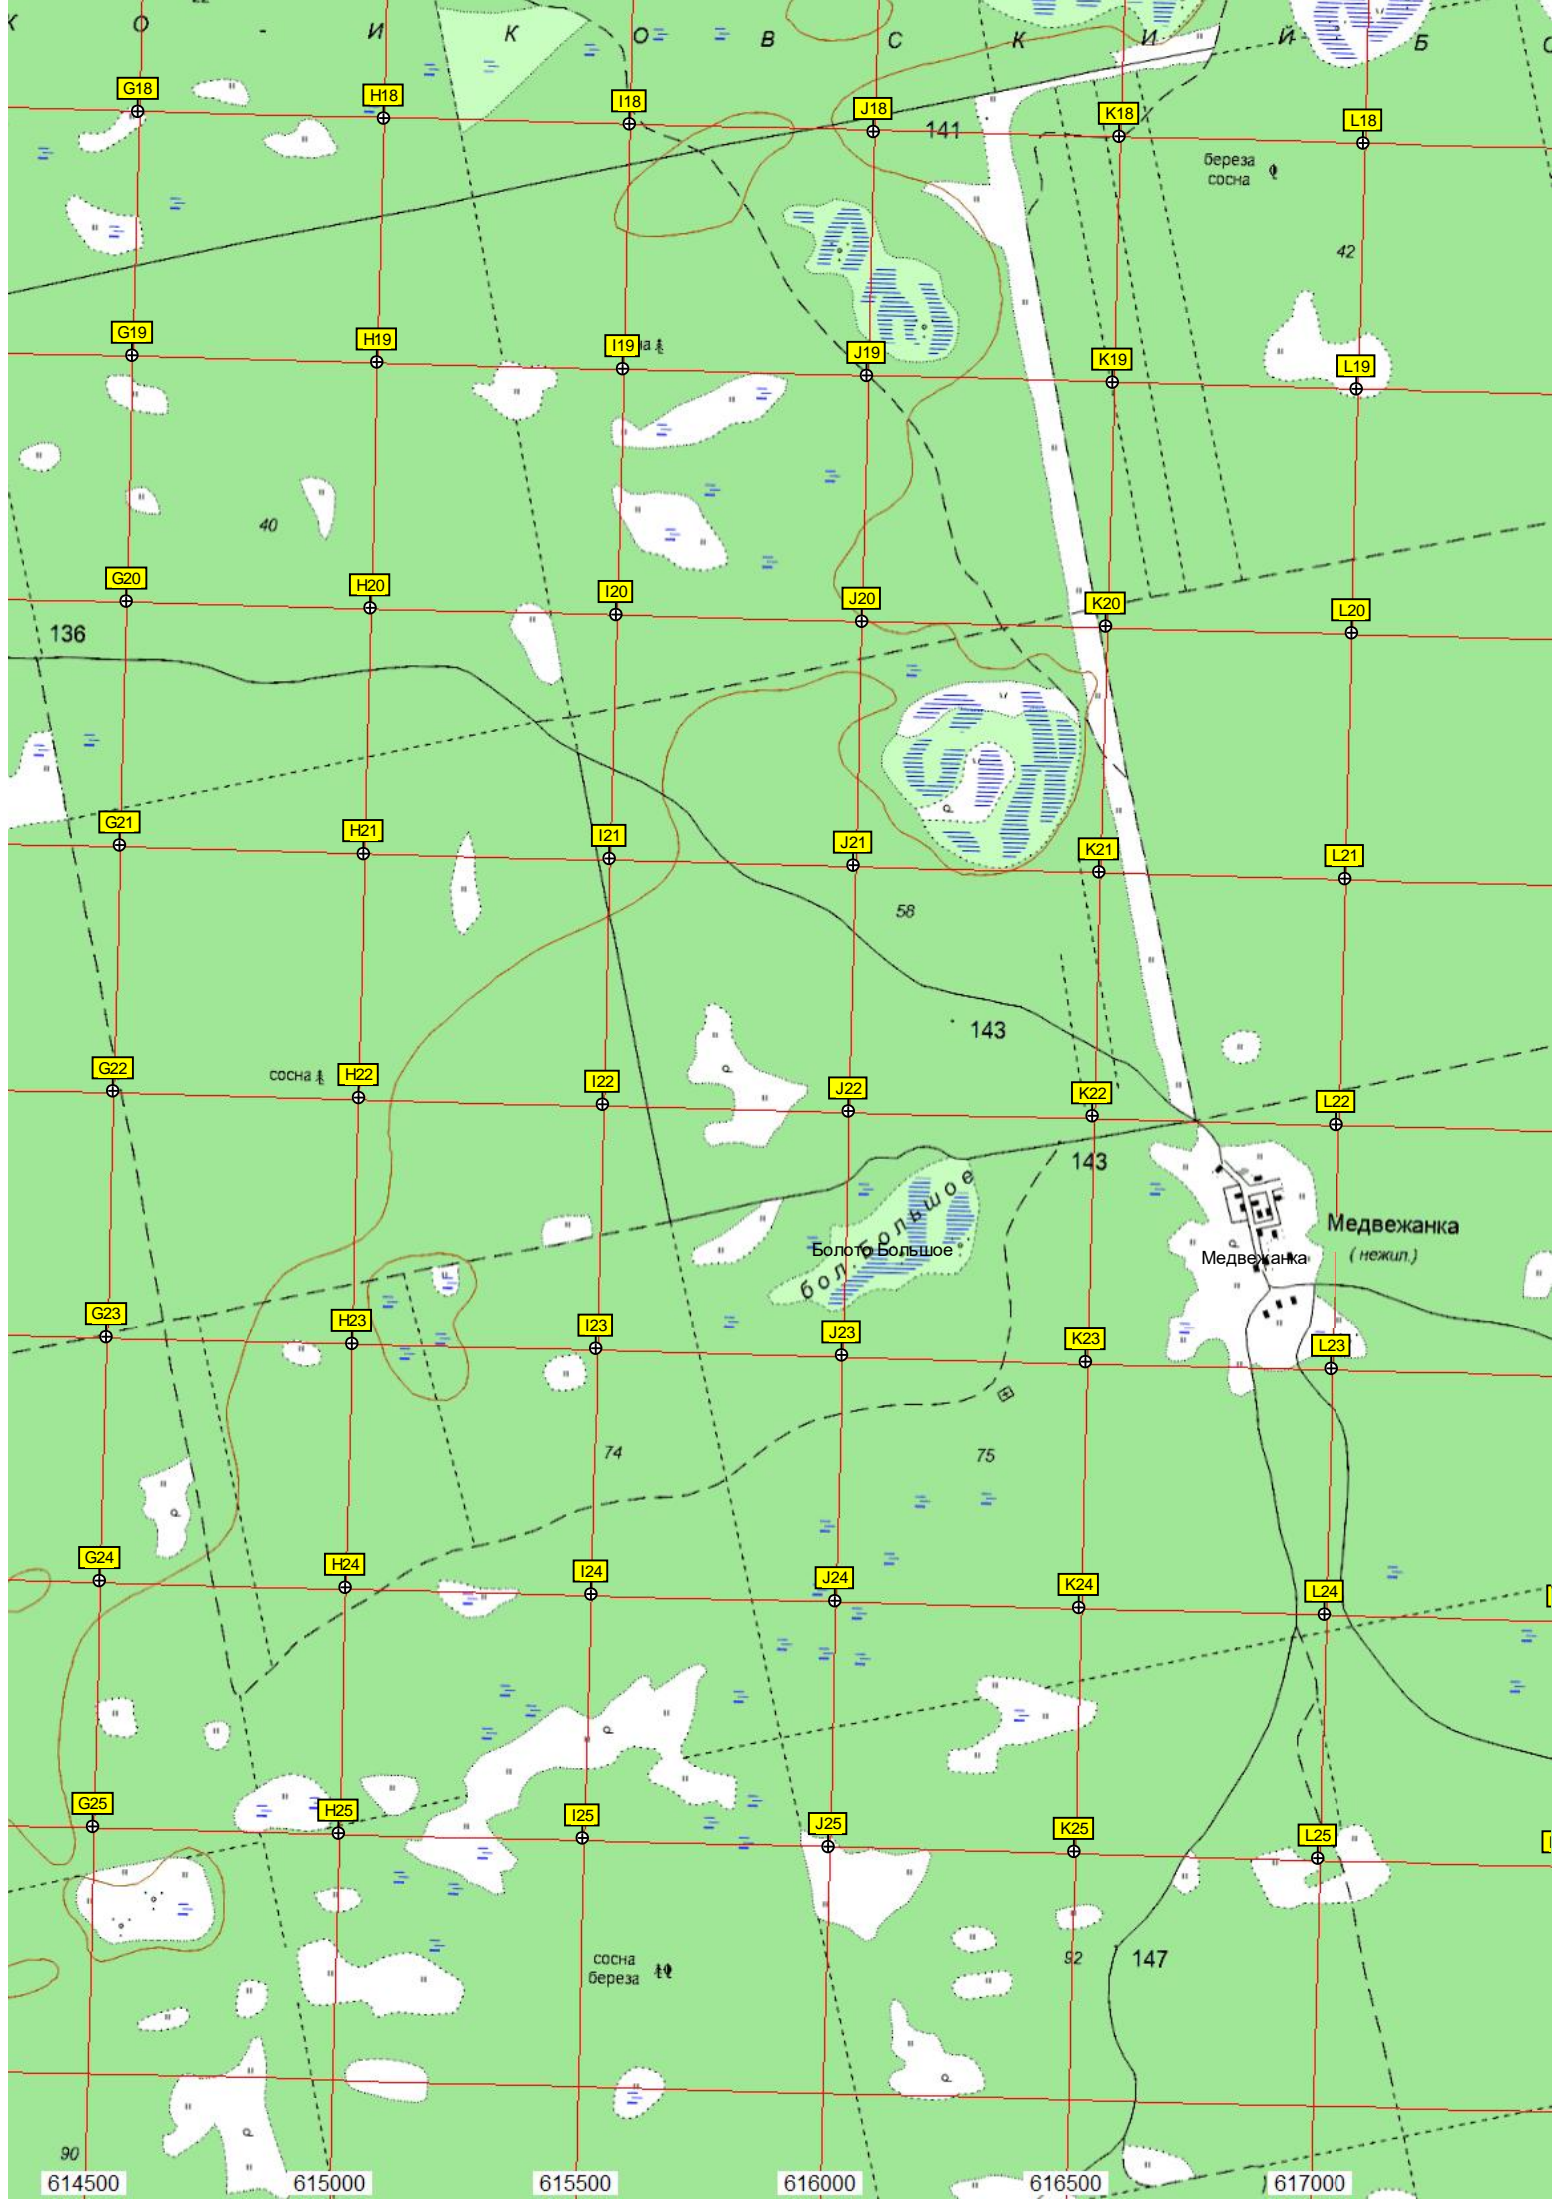 О - И К О В С К И Й Б
G18
H18
I18
J18
K18
L18
141
береза
сосна
42
G19
H19
I19
J19
K19
L19
40
G20
H20
I20
J20
K20
L20
136
G21
H21
I21
J21
K21
L21
58
143
G22
сосна
H22
I22
J22
K22
L22
143
бол. Большое
Болото Большое
Медвежанка
Медвежанка
(нежил.)
G23
H23
I23
J23
K23
L23
74
75
G24
H24
I24
J24
K24
L24
G25
H25
I25
J25
K25
L25
сосна
береза
92
147
90
614500
615000
615500
616000
616500
617000